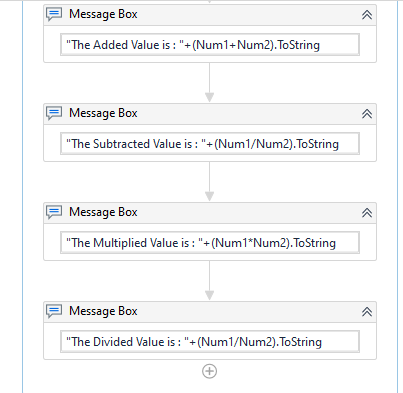 Message Box
"The Added Value is : "+(Num1+Num2).ToString
Message Box
"The Subtracted Value is : "+(Num1/Num2).ToString
Message Box
"The Multiplied Value is : "+(Num1*Num2).ToString
Message Box
"The Divided Value is : "+(Num1/Num2).ToString